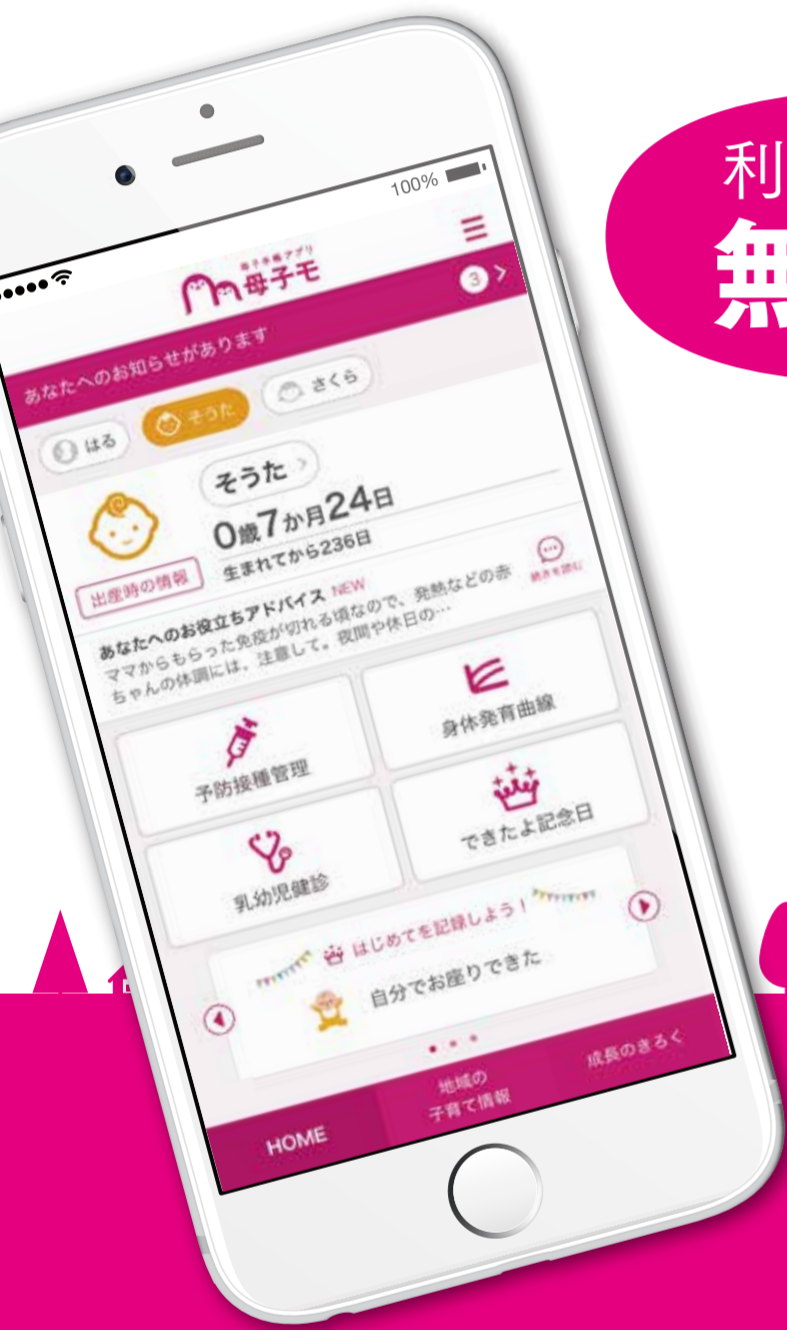 利
無
100%
母子手帳アプリ
母子モ
あなたへのお知らせがあります
3
はる
そうた
さくら
そうた
0歳7か月24日
生まれてから236日
出産時の情報
あなたへのお役立ちアドバイス NEW
ママからもらった免疫が切れる頃なので、発熱などの赤
ちゃんの体調には、注意して。夜間や休日の…
続きを読む
予防接種管理
身体発育曲線
乳幼児健診
できたよ記念日
はじめてを記録しよう！
自分でお座りできた
HOME
地域の
子育て情報
成長のきろく